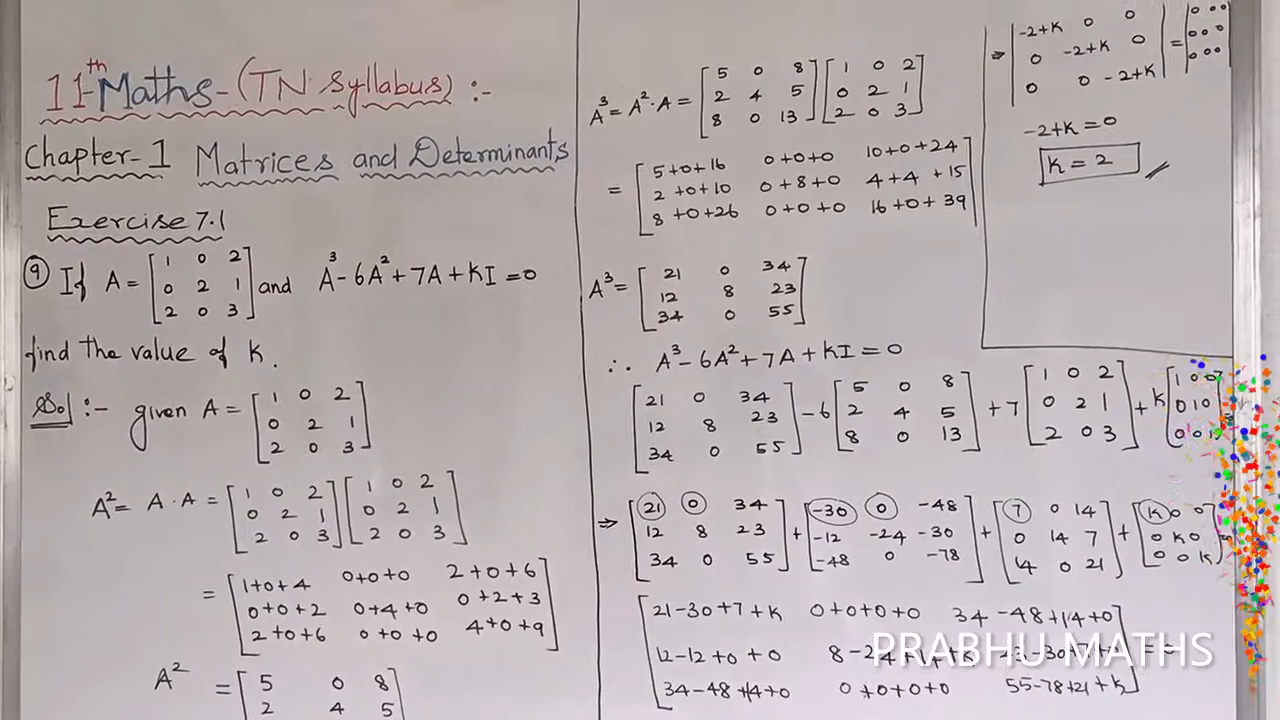 11th Maths - (TN Syllabus) :-
Chapter-1 Matrices and Determinants
Exercise 7.1
9) If A = [1 0 2; 0 2 1; 2 0 3] and A³ - 6A² + 7A + KI = 0
find the value of K.
Sol :- given A = [1 0 2; 0 2 1; 2 0 3]
A² = A . A = [1 0 2; 0 2 1; 2 0 3] [1 0 2; 0 2 1; 2 0 3]
= [1+0+4 0+0+0 2+0+6; 0+0+2 0+4+0 0+2+3; 2+0+6 0+0+0 4+0+9]
A² = [5 0 8; 2 4 5
A³ = A² . A = [5 0 8; 2 4 5; 8 0 13] [1 0 2; 0 2 1; 2 0 3]
= [5+0+16 0+0+0 10+0+24; 2+0+10 0+8+0 4+4+15; 8+0+26 0+0+0 16+0+39]
A³ = [21 0 34; 12 8 23; 34 0 55]
∴ A³ - 6A² + 7A + KI = 0
[21 0 34; 12 8 23; 34 0 55] - 6 [5 0 8; 2 4 5; 8 0 13] + 7 [1 0 2; 0 2 1; 2 0 3] + K [1 0 0; 0 1 0; 0 0 1]
⇒ [21 0 34; 12 8 23; 34 0 55] + [-30 0 -48; -12 -24 -30; -48 0 -78] + [7 0 14; 0 14 7; 14 0 21] + [K 0 0; 0 K 0; 0 0 K]
[21-30+7+K 0+0+0+0 34-48+14+0
12-12+0+0 8-24
34-48+14+0 0+0+0+0 55-78+21+K]
⇒ |-2+K 0 0; 0 -2+K 0; 0 0 -2+K| = |0 0 0; 0 0 0; 0 0 0|
-2+K = 0
K = 2
PRABHU MATHS